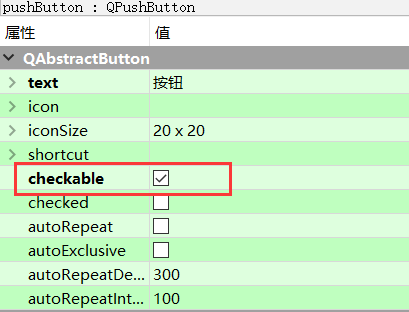 pushButton : QPushButton
属性 值
QAbstractButton
text 按钮
icon
iconSize 20 x 20
shortcut
checkable
checked
autoRepeat
autoExclusive
autoRepeatDe... 300
autoRepeatInt... 100